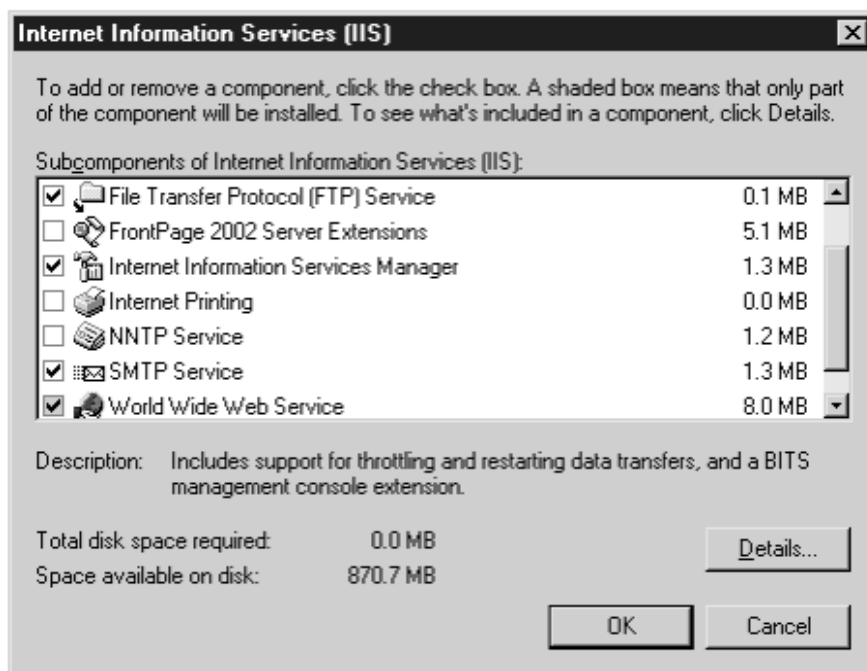 Internet Information Services (IIS)
To add or remove a component, click the check box. A shaded box means that only part
of the component will be installed. To see what's included in a component, click Details.
Subcomponents of Internet Information Services (IIS):
File Transfer Protocol (FTP) Service 0.1 MB
FrontPage 2002 Server Extensions 5.1 MB
Internet Information Services Manager 1.3 MB
Internet Printing 0.0 MB
NNTP Service 1.2 MB
SMTP Service 1.3 MB
World Wide Web Service 8.0 MB
Description: Includes support for throttling and restarting data transfers, and a BITS
management console extension.
Total disk space required: 0.0 MB
Space available on disk: 870.7 MB
Details...
OK Cancel